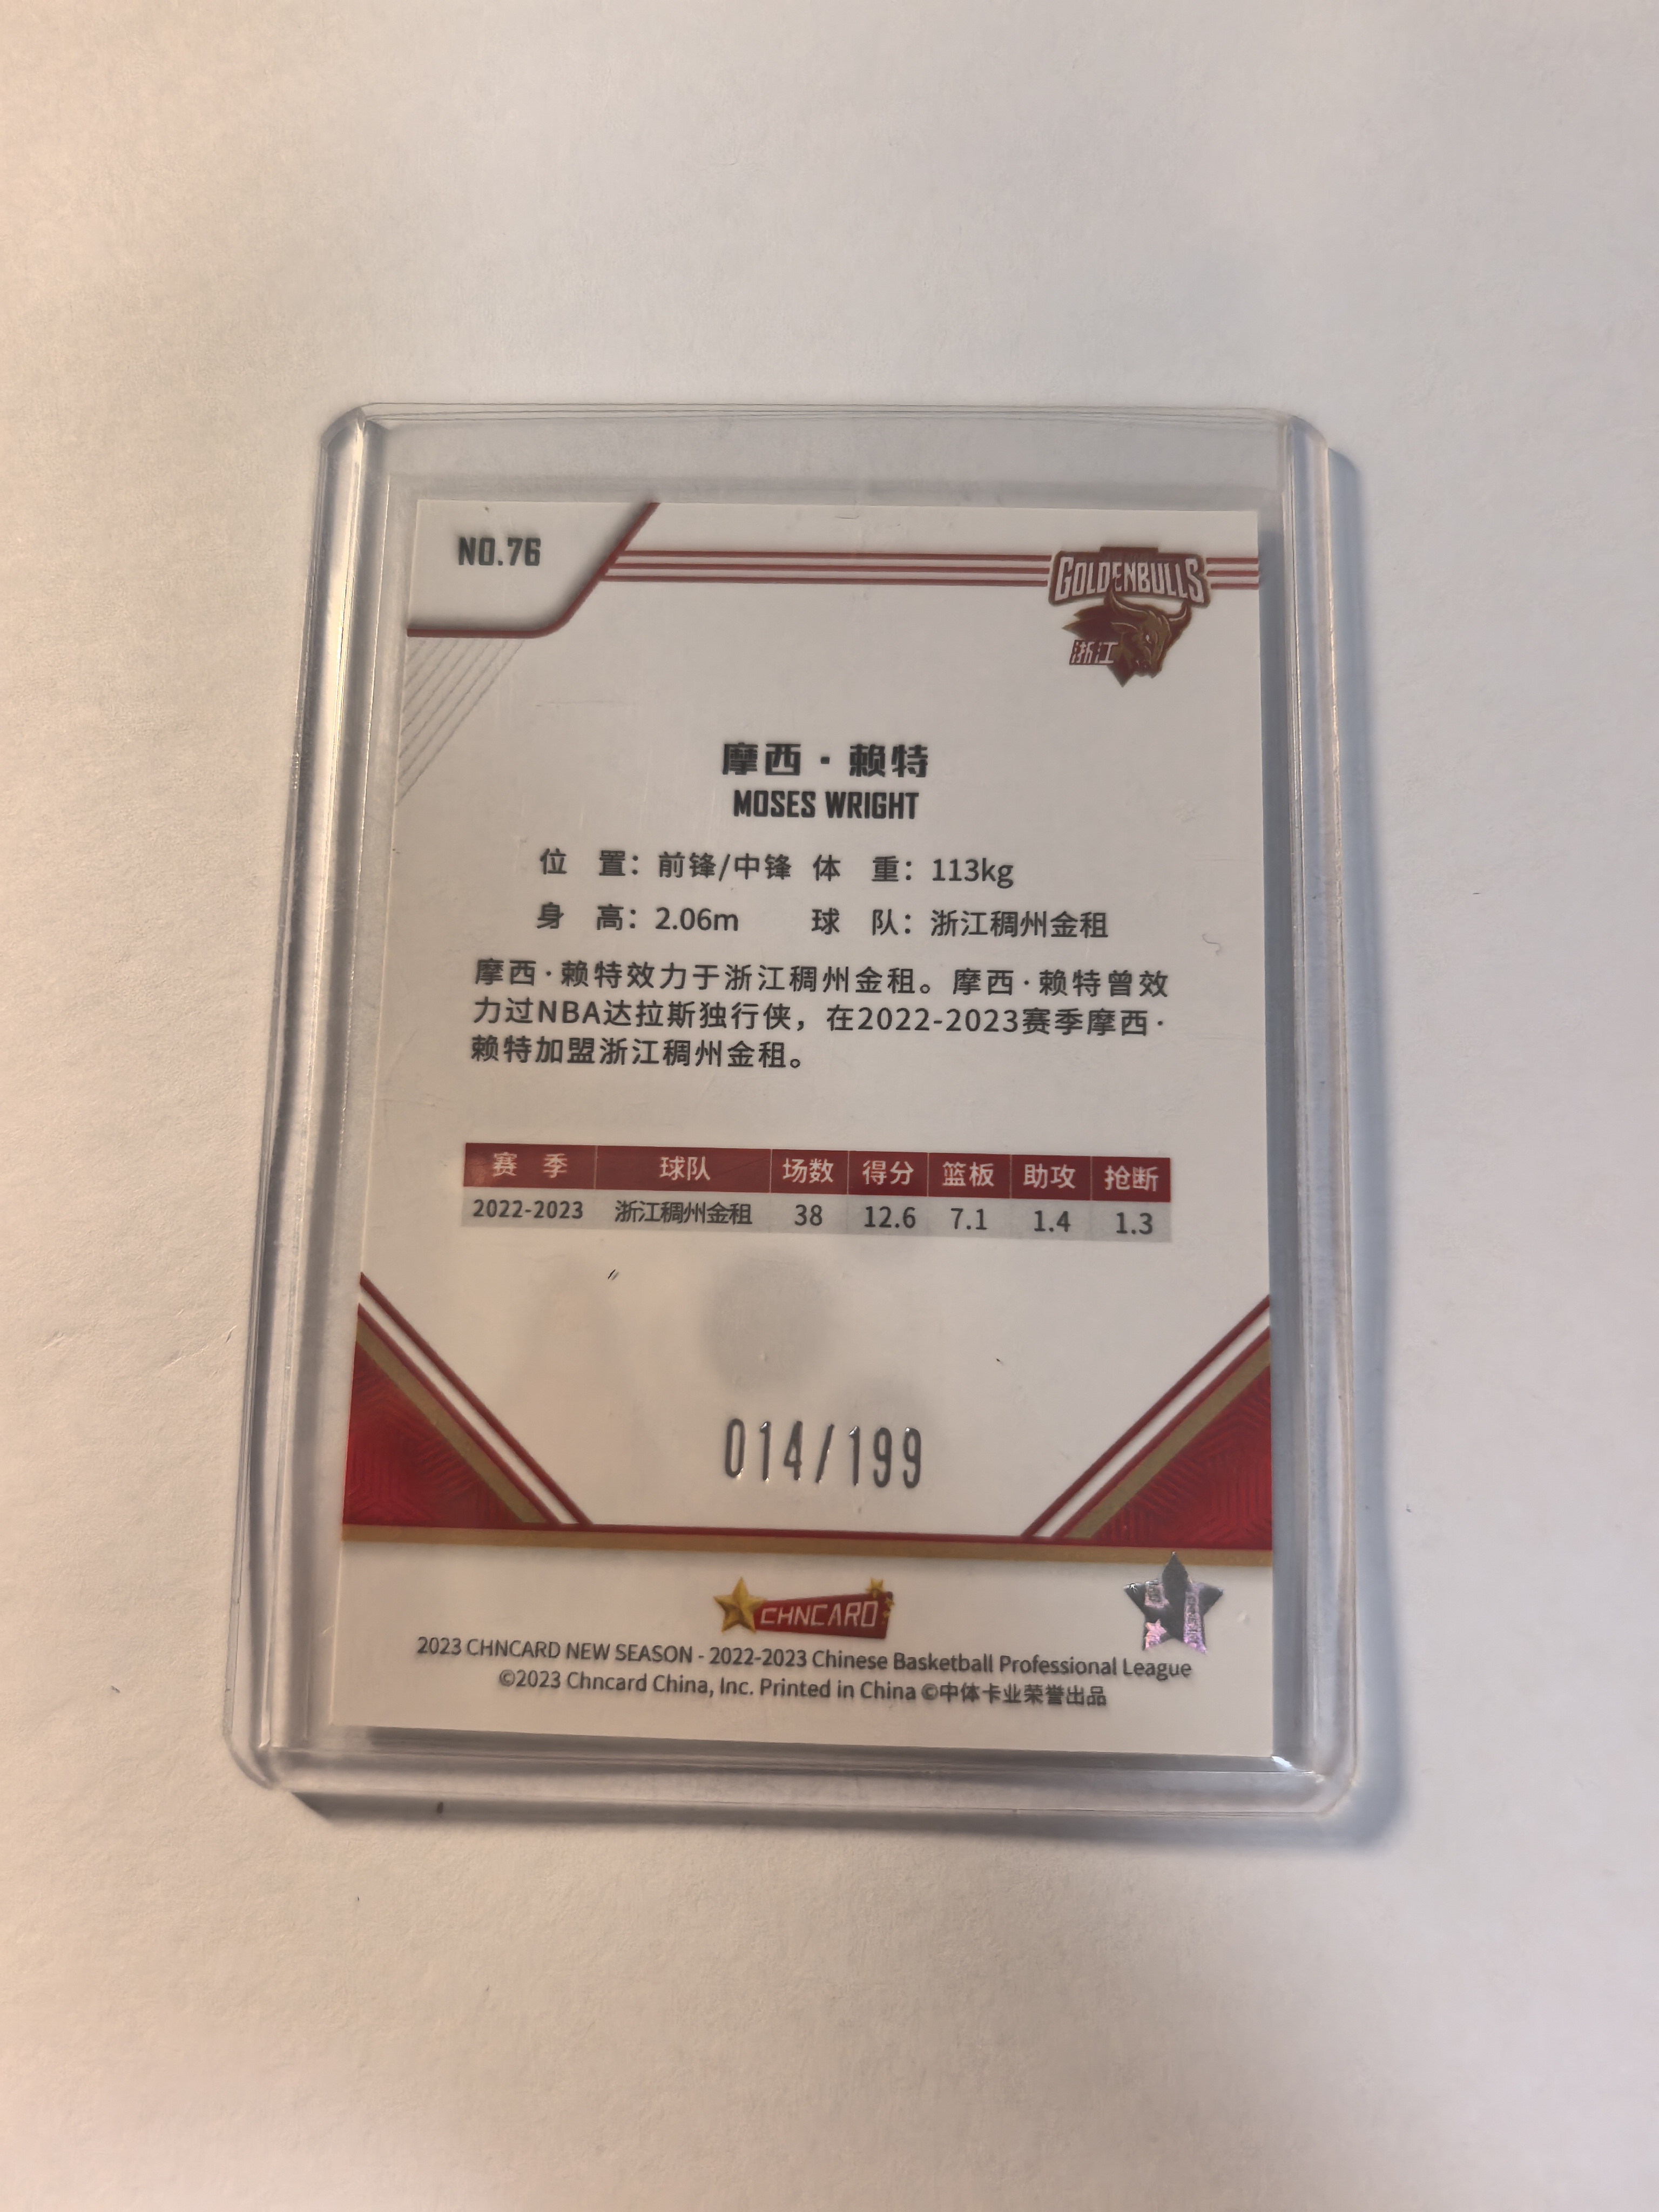 NO.76
GOLDENBULLS
浙江
摩西·赖特
MOSES WRIGHT
位 置：前锋/中锋 体 重：113kg
身 高：2.06m 球 队：浙江稠州金租
摩西·赖特效力于浙江稠州金租。摩西·赖特曾效
力过NBA达拉斯独行侠，在2022-2023赛季摩西·
赖特加盟浙江稠州金租。
赛 季 球队 场数 得分 篮板 助攻 抢断
2022-2023 浙江稠州金租 38 12.6 7.1 1.4 1.3
014/199
CHNCARD
2023 CHNCARD NEW SEASON - 2022-2023 Chinese Basketball Professional League
©2023 Chncard China, Inc. Printed in China ©中体卡业荣誉出品